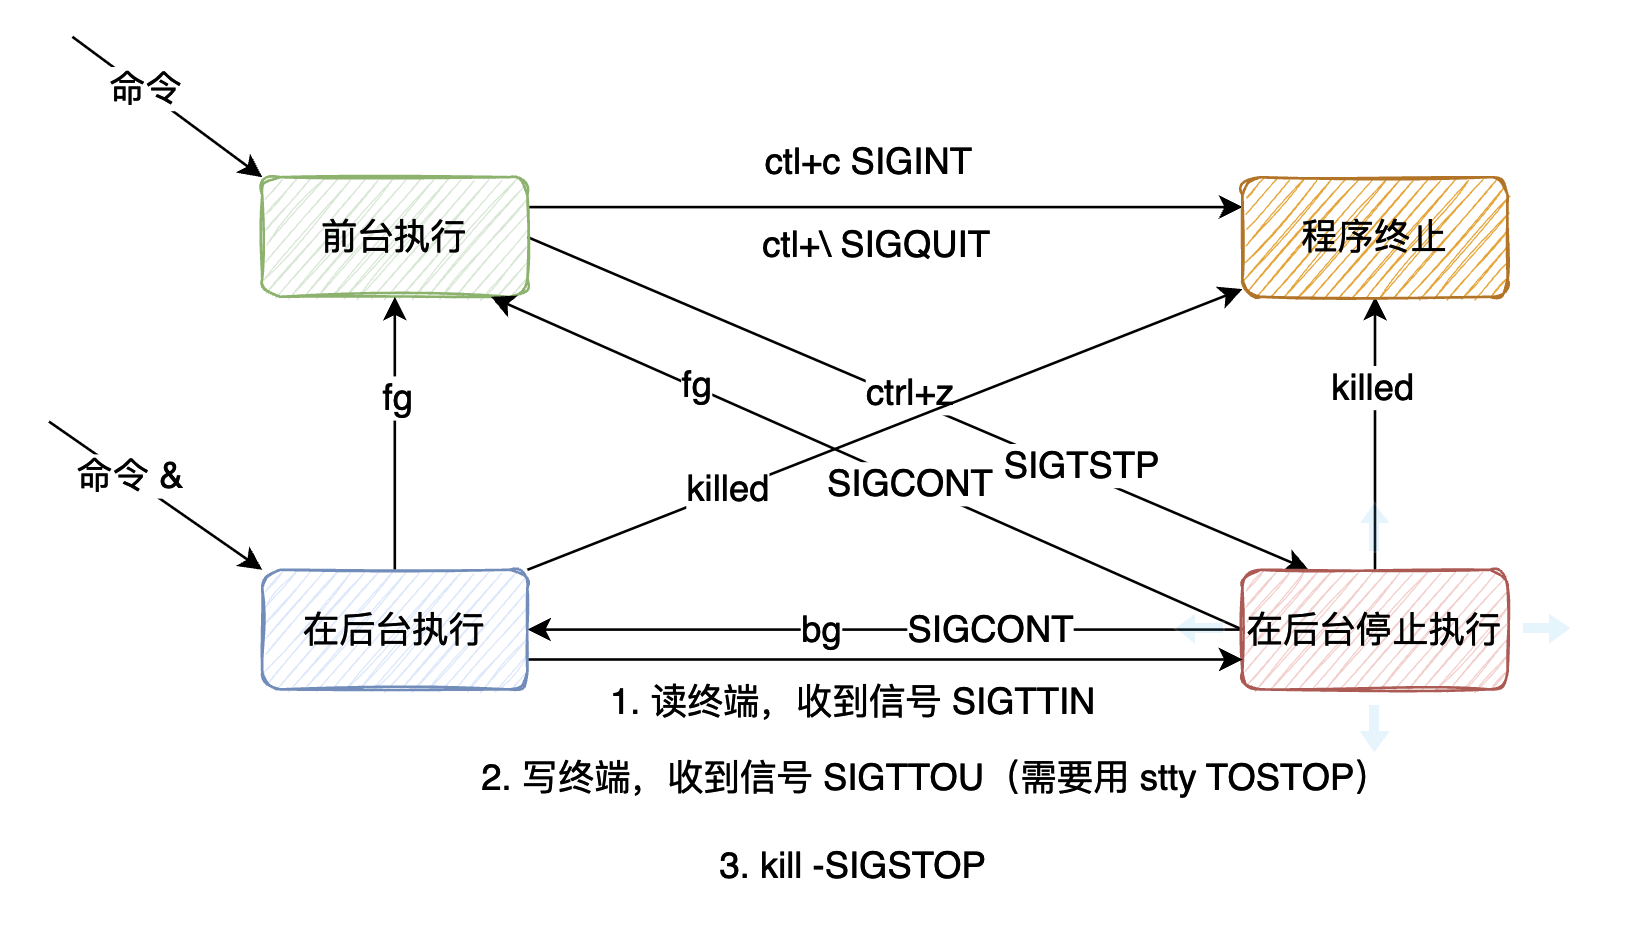 命令
ctl+c SIGINT
前台执行
程序终止
ctl+\ SIGQUIT
fg
fg
ctrl+z
killed
命令 &
killed
SIGCONT
SIGTSTP
在后台执行
bg
SIGCONT
在后台停止执行
1. 读终端，收到信号 SIGTTIN
2. 写终端，收到信号 SIGTTOU（需要用 stty TOSTOP）
3. kill -SIGSTOP